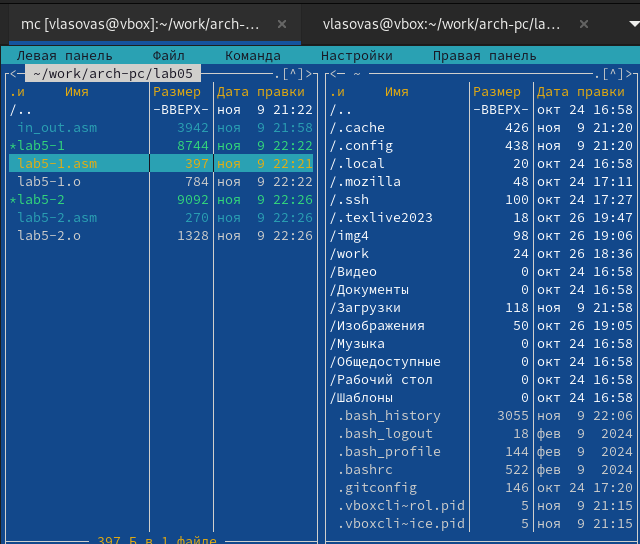 mc [vlasovas@vbox]:~/work/arch-... × vlasovas@vbox:~/work/arch-pc/la... ×
Левая панель Файл Команда Настройки Правая панель
<— ~/work/arch-pc/lab05 .[^]>
.и Имя Размер Дата правки
/.. -ВВЕРХ- ноя 9 21:22
in_out.asm 3942 ноя 9 21:58
*lab5-1 8744 ноя 9 22:22
lab5-1.asm 397 ноя 9 22:21
lab5-1.o 784 ноя 9 22:22
*lab5-2 9092 ноя 9 22:26
lab5-2.asm 270 ноя 9 22:26
lab5-2.o 1328 ноя 9 22:26
397 Б в 1 файле
<— ~ .[^]>
.и Имя Размер Дата правки
/.. -ВВЕРХ- окт 24 16:58
/.cache 426 ноя 9 21:20
/.config 438 ноя 9 21:20
/.local 20 окт 24 16:58
/.mozilla 48 окт 24 17:11
/.ssh 100 окт 24 17:27
/.texlive2023 18 окт 26 19:47
/img4 98 окт 26 19:06
/work 24 окт 26 18:36
/Видео 0 окт 24 16:58
/Документы 0 окт 24 16:58
/Загрузки 118 ноя 9 21:58
/Изображения 50 окт 26 19:05
/Музыка 0 окт 24 16:58
/Общедоступные 0 окт 24 16:58
/Рабочий стол 0 окт 24 16:58
/Шаблоны 0 окт 24 16:58
.bash_history 3055 ноя 9 22:06
.bash_logout 18 фев 9 2024
.bash_profile 144 фев 9 2024
.bashrc 522 фев 9 2024
.gitconfig 146 окт 24 17:20
.vboxcli~rol.pid 5 ноя 9 21:15
.vboxcli~ice.pid 5 ноя 9 21:15